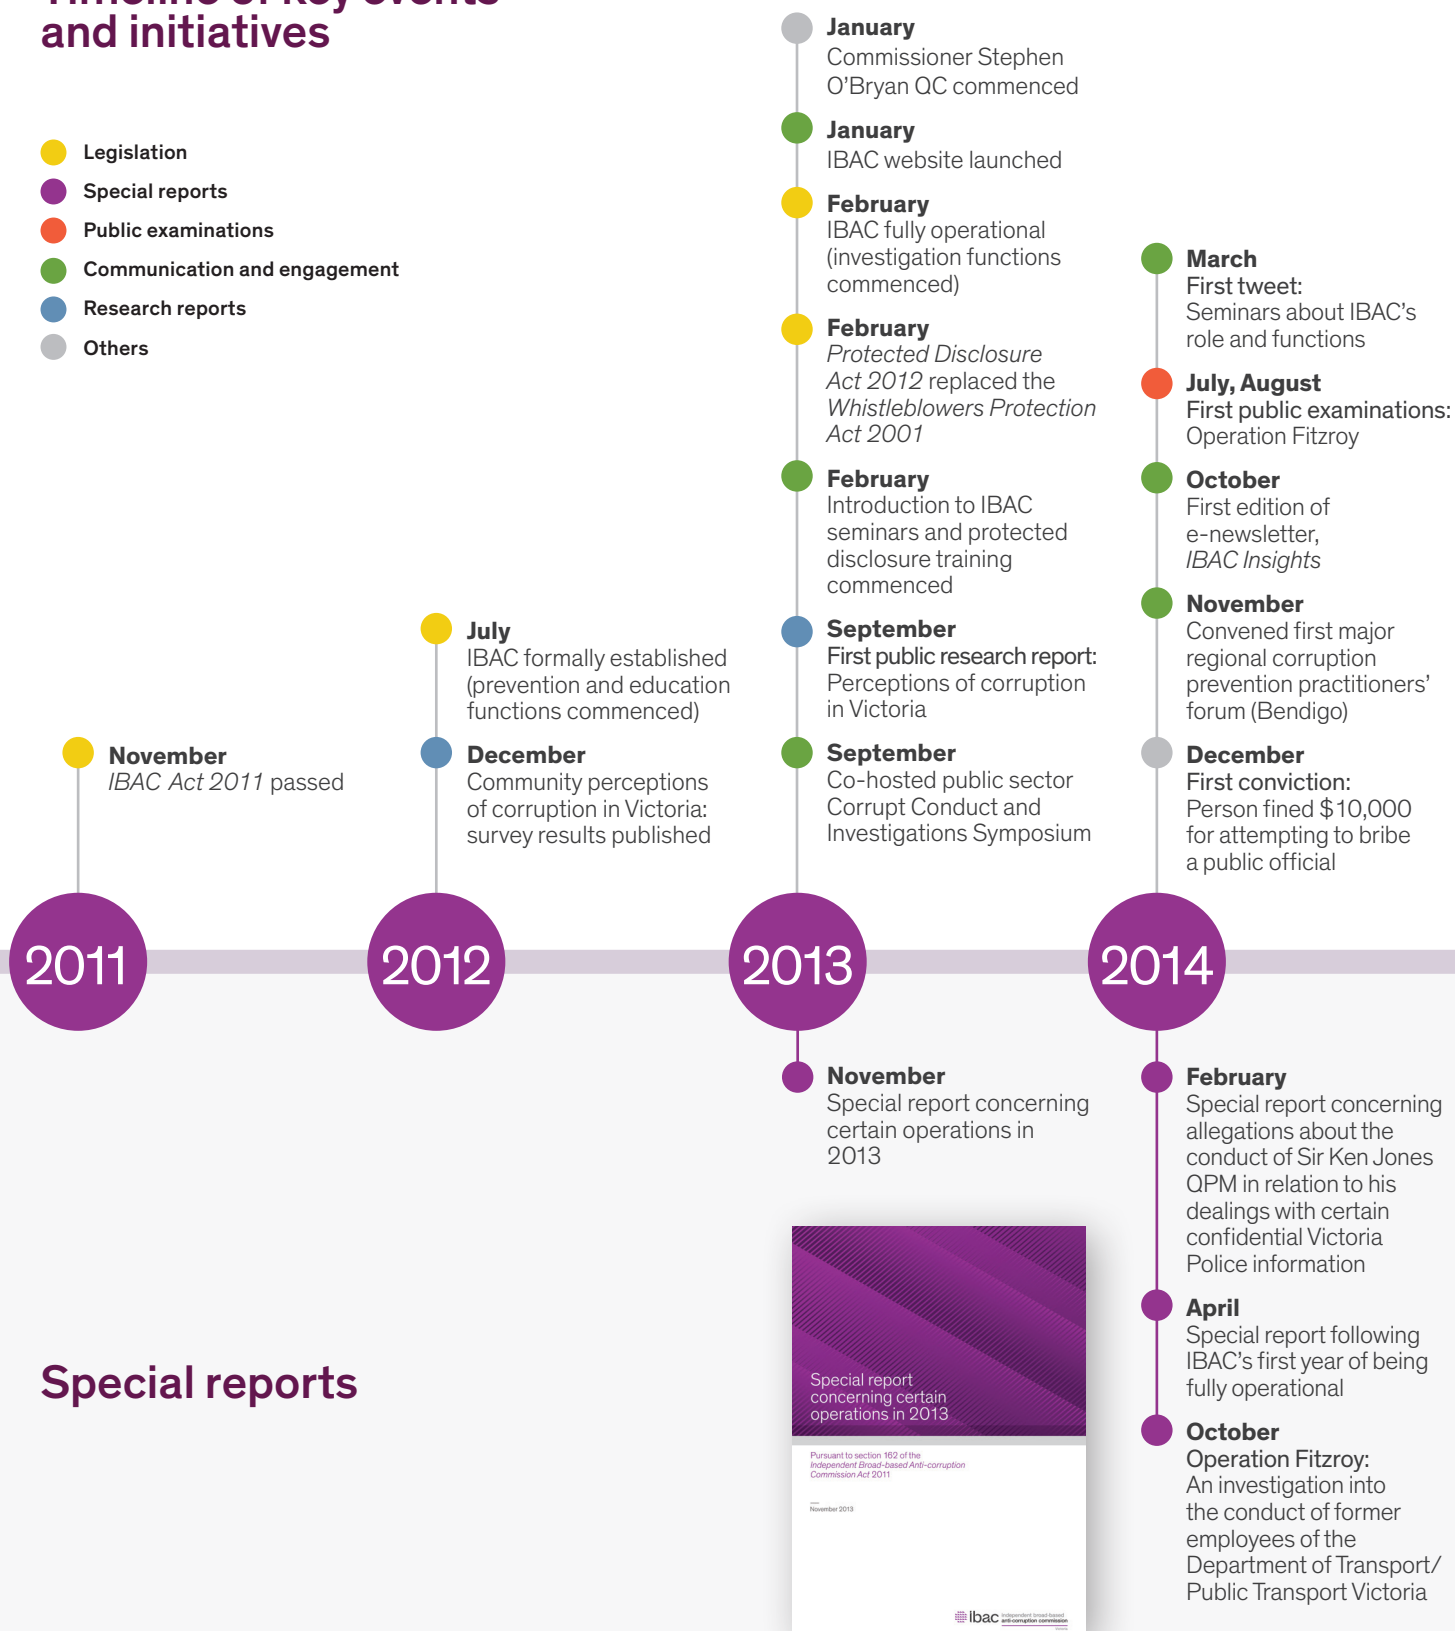 Timeline of key events
and initiatives
Legislation
Special reports
Public examinations
Communication and engagement
Research reports
Others
November
IBAC Act 2011 passed
July
IBAC formally established
(prevention and education
functions commenced)
December
Community perceptions
of corruption in Victoria:
survey results published
January
Commissioner Stephen
O'Bryan QC commenced
January
IBAC website launched
February
IBAC fully operational
(investigation functions
commenced)
February
Protected Disclosure
Act 2012 replaced the
Whistleblowers Protection
Act 2001
February
Introduction to IBAC
seminars and protected
disclosure training
commenced
September
First public research report:
Perceptions of corruption
in Victoria
September
Co-hosted public sector
Corrupt Conduct and
Investigations Symposium
March
First tweet:
Seminars about IBAC's
role and functions
July, August
First public examinations:
Operation Fitzroy
October
First edition of
e-newsletter,
IBAC Insights
November
Convened first major
regional corruption
prevention practitioners'
forum (Bendigo)
December
First conviction:
Person fined $10,000
for attempting to bribe
a public official
2011
2012
2013
2014
Special reports
November
Special report concerning
certain operations in
2013
Special report
concerning certain
operations in 2013
Pursuant to section 162 of the
Independent Broad-based Anti-corruption
Commission Act 2011
November 2013
ibac
independent broad-based
anti-corruption commission
Victoria
February
Special report concerning
allegations about the
conduct of Sir Ken Jones
QPM in relation to his
dealings with certain
confidential Victoria
Police information
April
Special report following
IBAC's first year of being
fully operational
October
Operation Fitzroy:
An investigation into
the conduct of former
employees of the
Department of Transport/
Public Transport Victoria